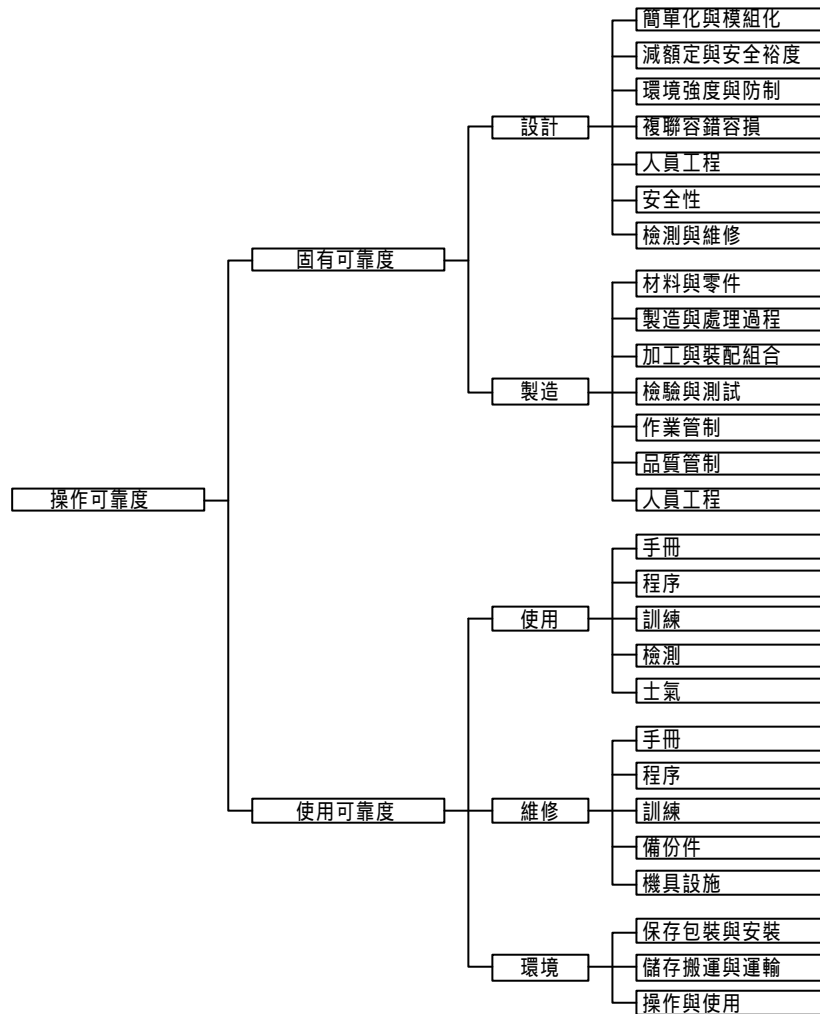 操作可靠度
固有可靠度
設計
簡單化與模組化
減額定與安全裕度
環境強度與防制
複聯容錯容損
人員工程
安全性
檢測與維修
製造
材料與零件
製造與處理過程
加工與裝配組合
檢驗與測試
作業管制
品質管制
人員工程
使用可靠度
使用
手冊
程序
訓練
檢測
士氣
維修
手冊
程序
訓練
備份件
機具設施
環境
保存包裝與安裝
儲存搬運與運輸
操作與使用